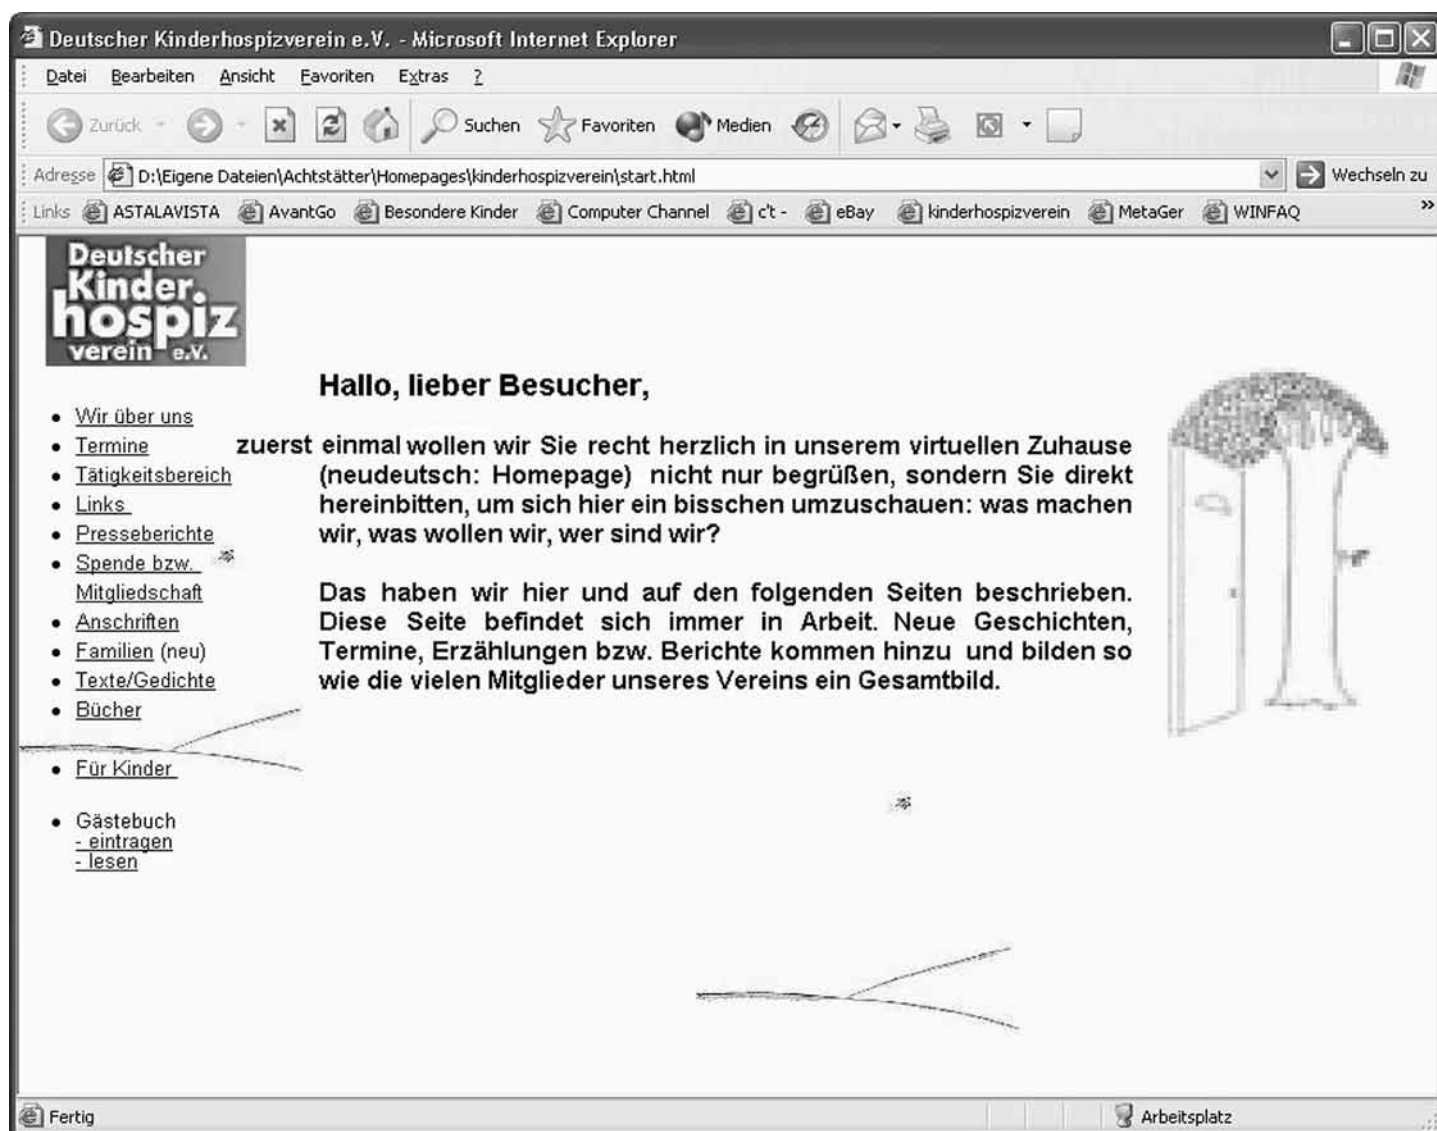 Deutscher Kinderhospizverein e.V. - Microsoft Internet Explorer
Datei Bearbeiten Ansicht Favoriten Extras ?
Zurück Suchen Favoriten Medien
Adresse D:\Eigene Dateien\Achtstätter\Homepages\kinderhospizverein\start.html Wechseln zu
Links ASTALAVISTA AvantGo Besondere Kinder Computer Channel c't - eBay kinderhospizverein MetaGer WINFAQ »
Deutscher
Kinder
hospiz
verein e.V.
• Wir über uns
• Termine
• Tätigkeitsbereich
• Links
• Presseberichte
• Spende bzw.
Mitgliedschaft
• Anschriften
• Familien (neu)
• Texte/Gedichte
• Bücher
• Für Kinder
• Gästebuch
- eintragen
- lesen
Hallo, lieber Besucher,
zuerst einmal wollen wir Sie recht herzlich in unserem virtuellen Zuhause
(neudeutsch: Homepage) nicht nur begrüßen, sondern Sie direkt
hereinbitten, um sich hier ein bisschen umzuschauen: was machen
wir, was wollen wir, wer sind wir?
Das haben wir hier und auf den folgenden Seiten beschrieben.
Diese Seite befindet sich immer in Arbeit. Neue Geschichten,
Termine, Erzählungen bzw. Berichte kommen hinzu und bilden so
wie die vielen Mitglieder unseres Vereins ein Gesamtbild.
Fertig Arbeitsplatz